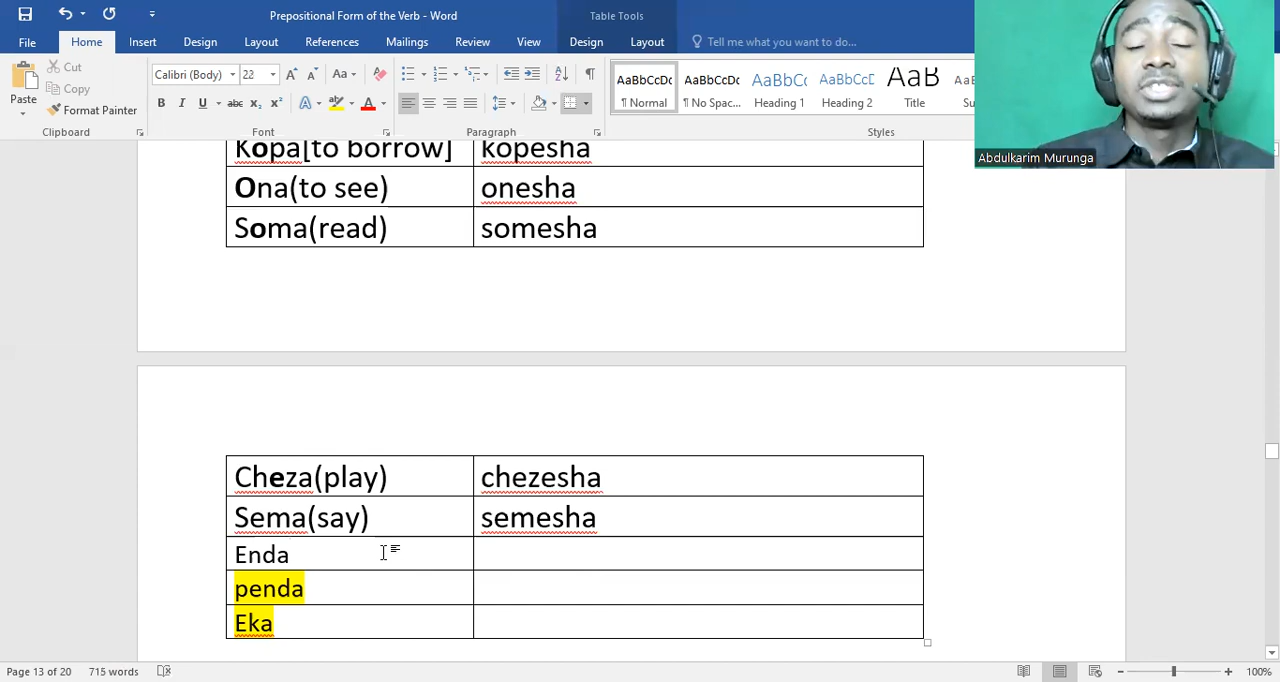 Prepositional Form of the Verb - Word
Table Tools
File Home Insert Design Layout References Mailings Review View Design Layout Tell me what you want to do...
Paste
Cut
Copy
Format Painter
Clipboard
Calibri (Body) 22
Font
Paragraph
AaBbCcDc AaBbCcDc AaBbCc AaBbCcE AaB
¶ Normal ¶ No Spac... Heading 1 Heading 2 Title Su
Styles
Abdulkarim Murunga
Kopa[to borrow] kopesha
Ona(to see) onesha
Soma(read) somesha
Cheza(play) chezesha
Sema(say) semesha
Enda
penda
Eka
Page 13 of 20 715 words
100%